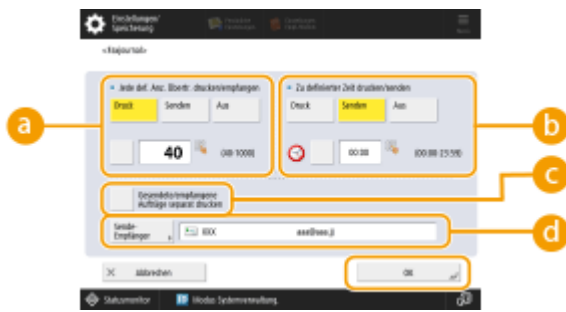 Einstellungen/
Speicherung
<Faxjournal>
Jede def. Anz. Übertr. drucken/empfangen
Zu definierter Zeit drucken/senden
Druck Senden Aus
Druck Senden Aus
a
b
40 (40-1000)
00:00 (00:00-23:59)
c
Gesendete/empfangene
Aufträge separat drucken
Sende-
Empfänger
XXX
d
Abbrechen
OK
Statusmonitor
Modus Systemverwaltung.